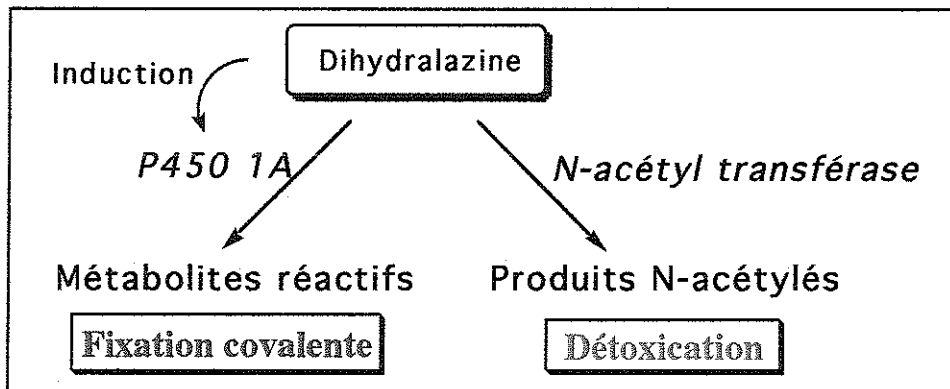 Dihydralazine
Induction
P450 1A
N-acétyl transférase
Métabolites réactifs
Produits N-acétylés
Fixation covalente
Détoxication